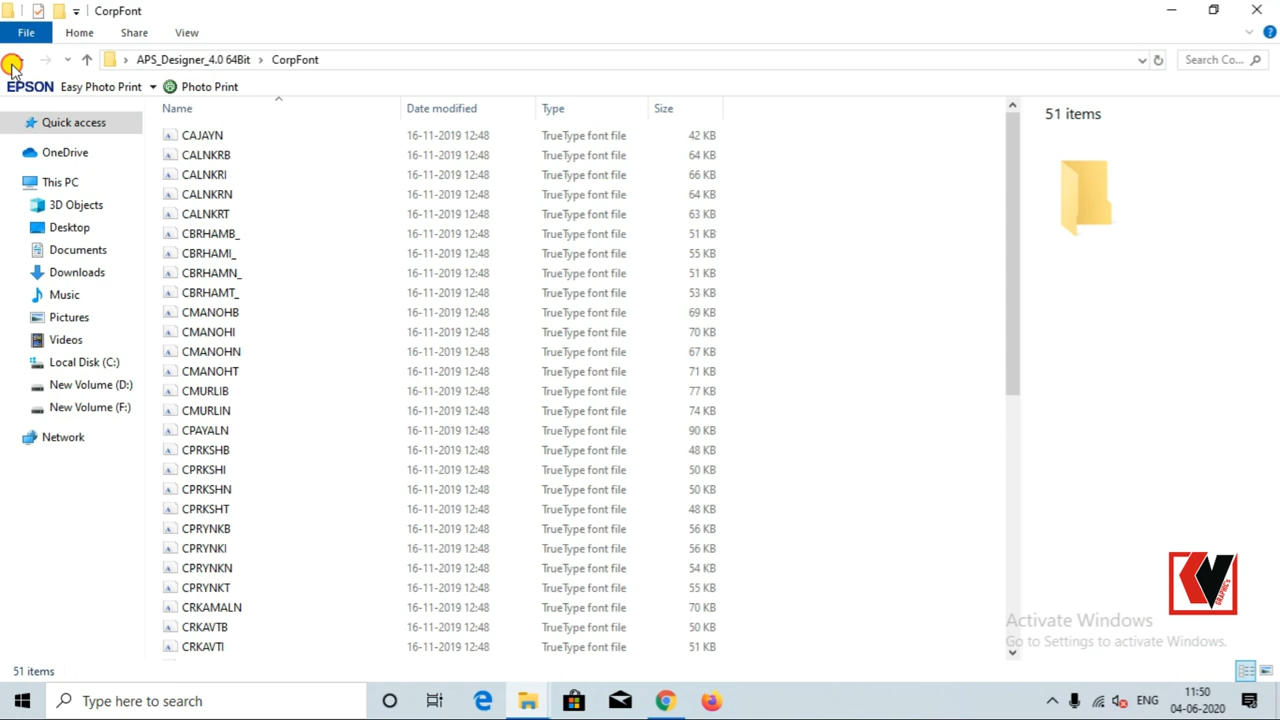 CorpFont
File Home Share View
APS_Designer_4.0 64Bit CorpFont Search Co...
EPSON Easy Photo Print Photo Print
Name Date modified Type Size
CAJAYN 16-11-2019 12:48 TrueType font file 42 KB
CALNKRB 16-11-2019 12:48 TrueType font file 64 KB
CALNKRI 16-11-2019 12:48 TrueType font file 66 KB
CALNKRN 16-11-2019 12:48 TrueType font file 64 KB
CALNKRT 16-11-2019 12:48 TrueType font file 63 KB
CBRHAMB_ 16-11-2019 12:48 TrueType font file 51 KB
CBRHAMI_ 16-11-2019 12:48 TrueType font file 55 KB
CBRHAMN_ 16-11-2019 12:48 TrueType font file 51 KB
CBRHAMT_ 16-11-2019 12:48 TrueType font file 53 KB
CMANOHB 16-11-2019 12:48 TrueType font file 69 KB
CMANOHI 16-11-2019 12:48 TrueType font file 70 KB
CMANOHN 16-11-2019 12:48 TrueType font file 67 KB
CMANOHT 16-11-2019 12:48 TrueType font file 71 KB
CMURLIB 16-11-2019 12:48 TrueType font file 77 KB
CMURLIN 16-11-2019 12:48 TrueType font file 74 KB
CPAYALN 16-11-2019 12:48 TrueType font file 90 KB
CPRKSHB 16-11-2019 12:48 TrueType font file 48 KB
CPRKSHI 16-11-2019 12:48 TrueType font file 50 KB
CPRKSHN 16-11-2019 12:48 TrueType font file 50 KB
CPRKSHT 16-11-2019 12:48 TrueType font file 48 KB
CPRYNKB 16-11-2019 12:48 TrueType font file 56 KB
CPRYNKI 16-11-2019 12:48 TrueType font file 56 KB
CPRYNKN 16-11-2019 12:48 TrueType font file 54 KB
CPRYNKT 16-11-2019 12:48 TrueType font file 55 KB
CRKAMALN 16-11-2019 12:48 TrueType font file 70 KB
CRKAVTB 16-11-2019 12:48 TrueType font file 50 KB
CRKAVTI 16-11-2019 12:48 TrueType font file 51 KB
Quick access
OneDrive
This PC
3D Objects
Desktop
Documents
Downloads
Music
Pictures
Videos
Local Disk (C:)
New Volume (D:)
New Volume (F:)
Network
51 items
KV GRAPHICS
Activate Windows
Go to Settings to activate Windows.
51 items
Type here to search
ENG
11:50
04-06-2020